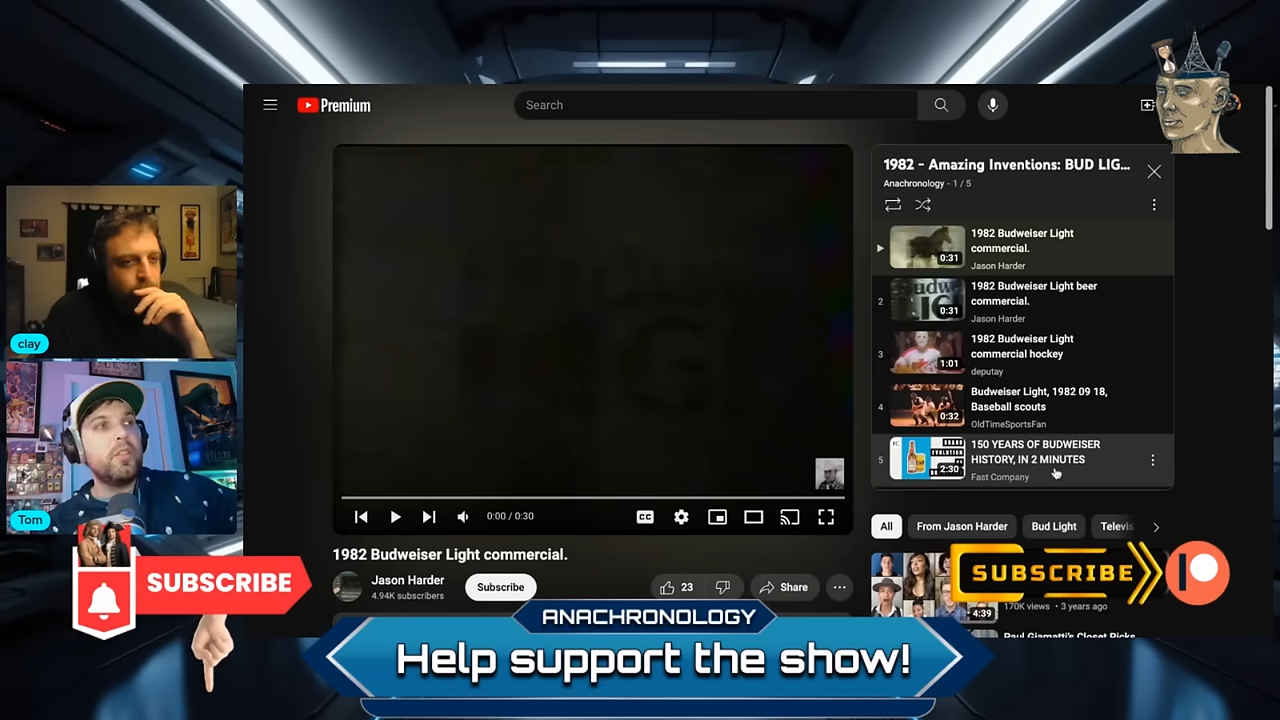 Premium
Search
1982 - Amazing Inventions: BUD LIG...
Anachronology - 1 / 5
1982 Budweiser Light
commercial.
Jason Harder
0:31
2
1982 Budweiser Light beer
commercial.
Jason Harder
0:31
3
1982 Budweiser Light
commercial hockey
deputay
1:01
4
Budweiser Light, 1982 09 18,
Baseball scouts
OldTimeSportsFan
0:32
5
150 YEARS OF BUDWEISER
HISTORY, IN 2 MINUTES
Fast Company
2:30
clay
Tom
CC
0:00 / 0:30
1982 Budweiser Light commercial.
Jason Harder
4.94K subscribers
Subscribe
23
Share
All
From Jason Harder
Bud Light
Televis
4:39
170K views • 3 years ago
Paul Giamatti's Closet Picks
SUBSCRIBE
SUBSCRIBE
ANACHRONOLOGY
Help support the show!